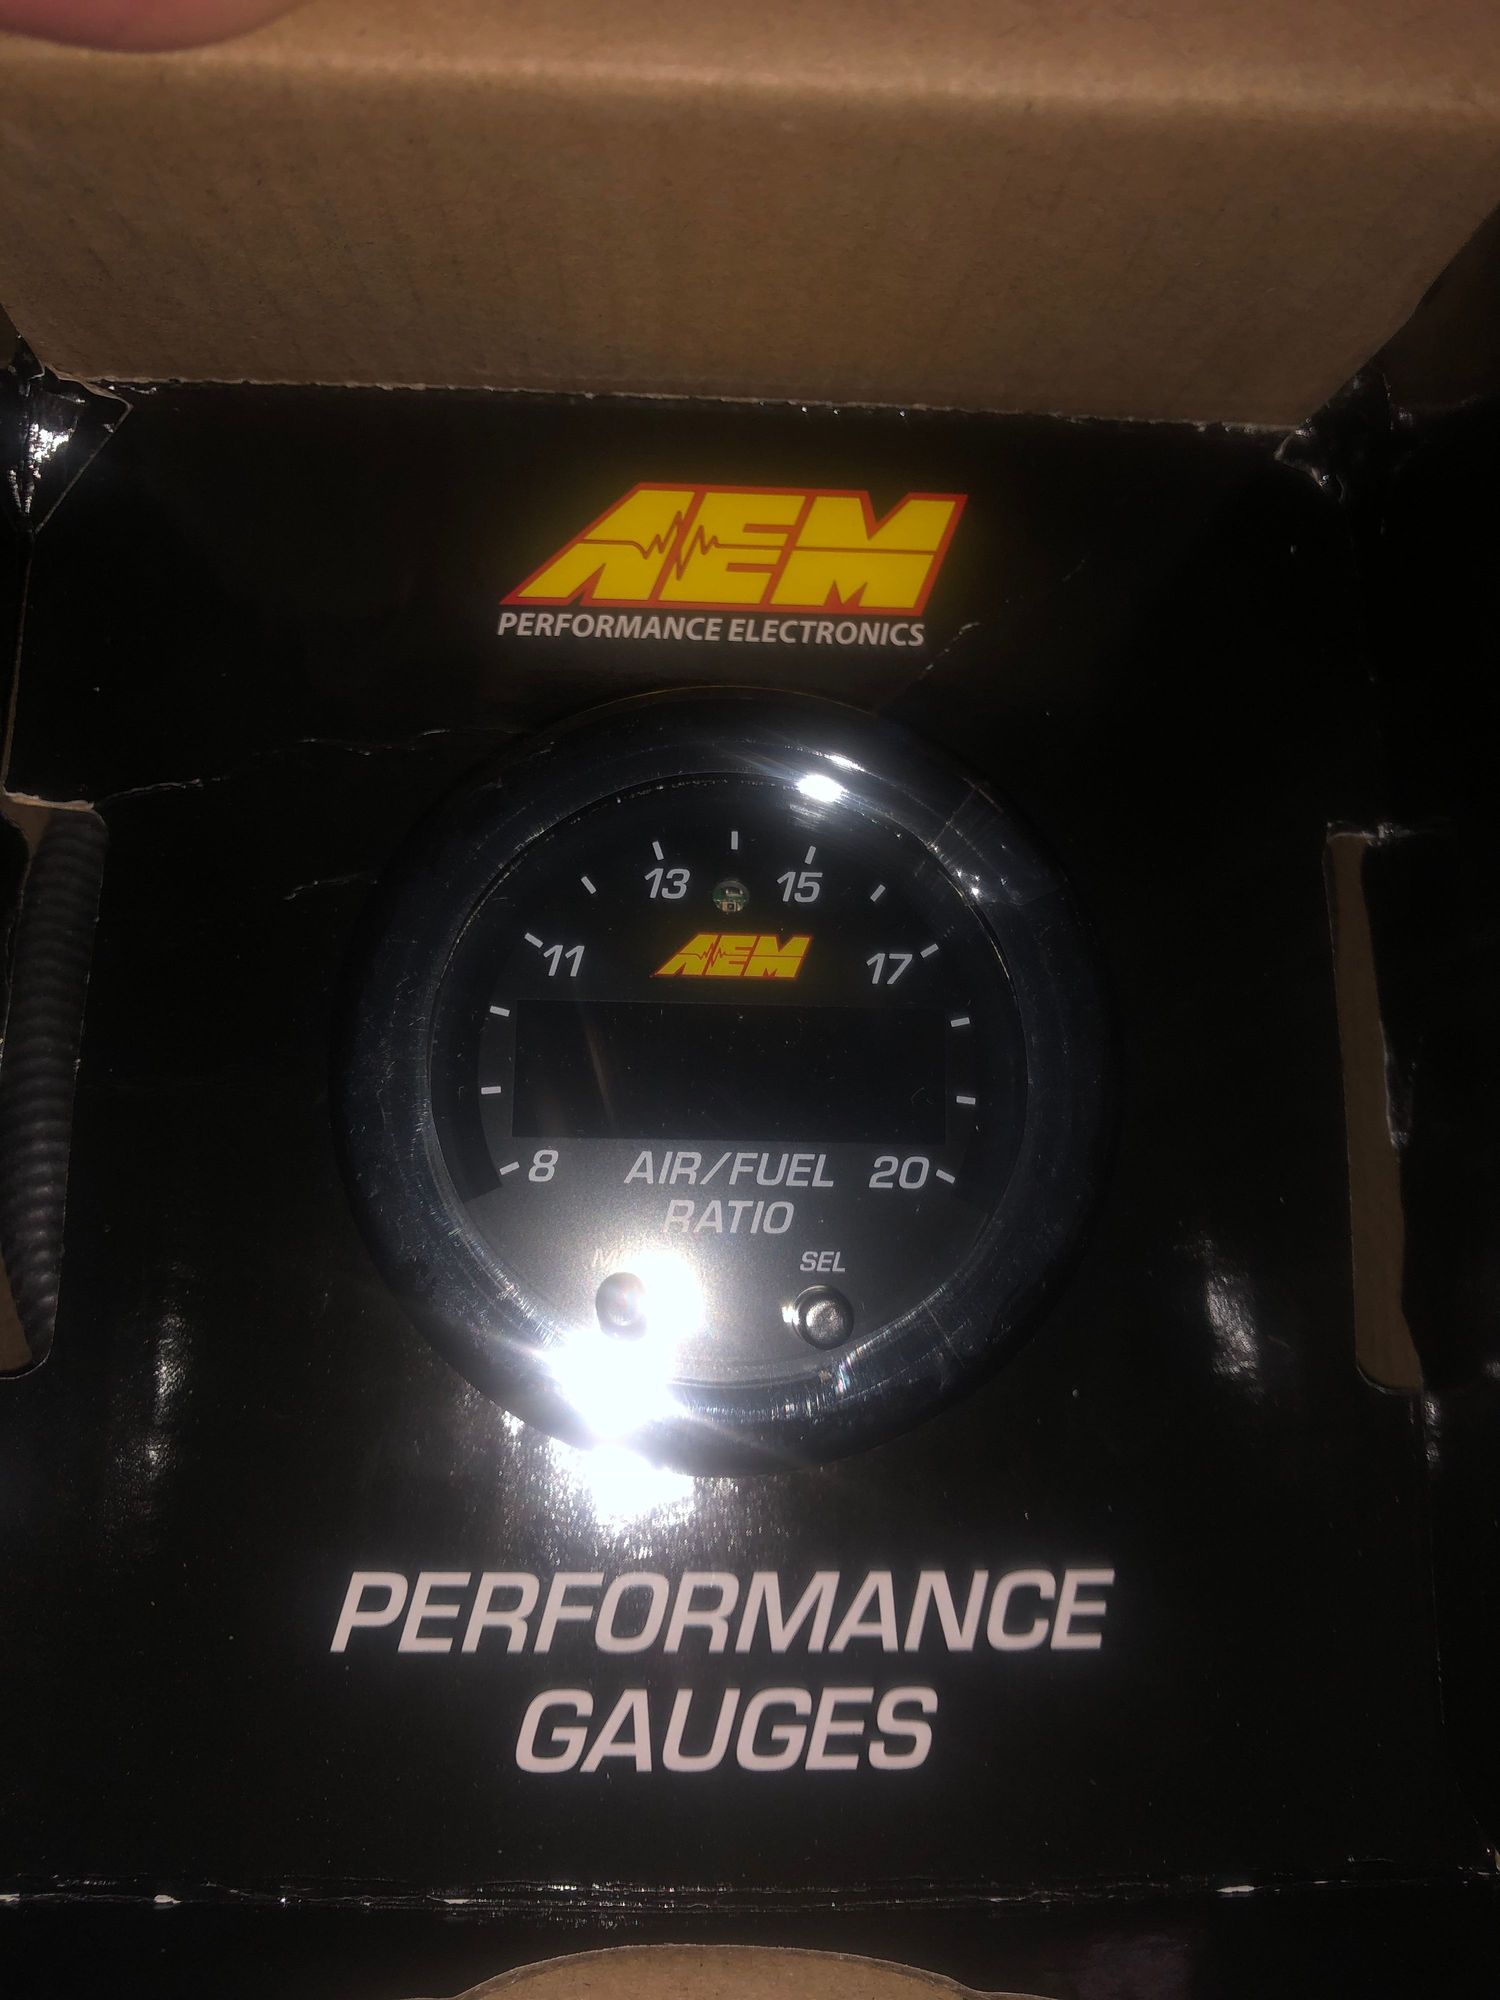 AEM
PERFORMANCE ELECTRONICS
13 15
11 17
AEM
8 AIR/FUEL 20
RATIO
SEL
PERFORMANCE
GAUGES